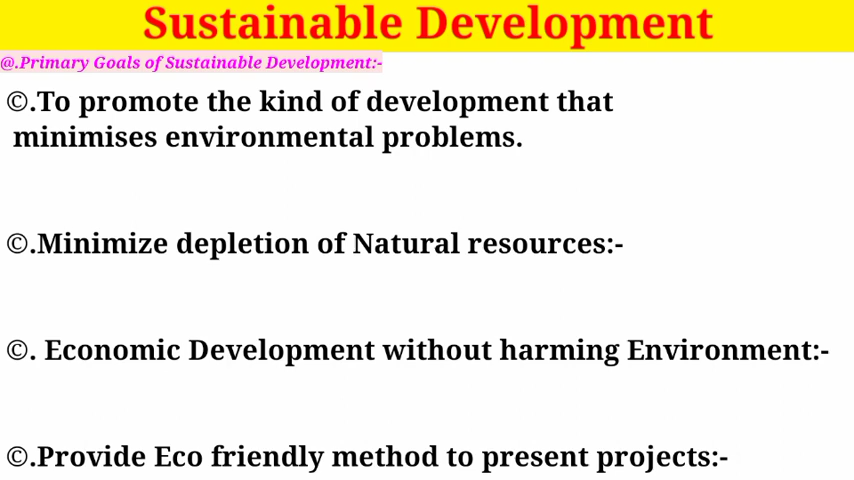 Sustainable Development
@.Primary Goals of Sustainable Development:-
©.To promote the kind of development that
minimises environmental problems.
©.Minimize depletion of Natural resources:-
©. Economic Development without harming Environment:-
©.Provide Eco friendly method to present projects:-